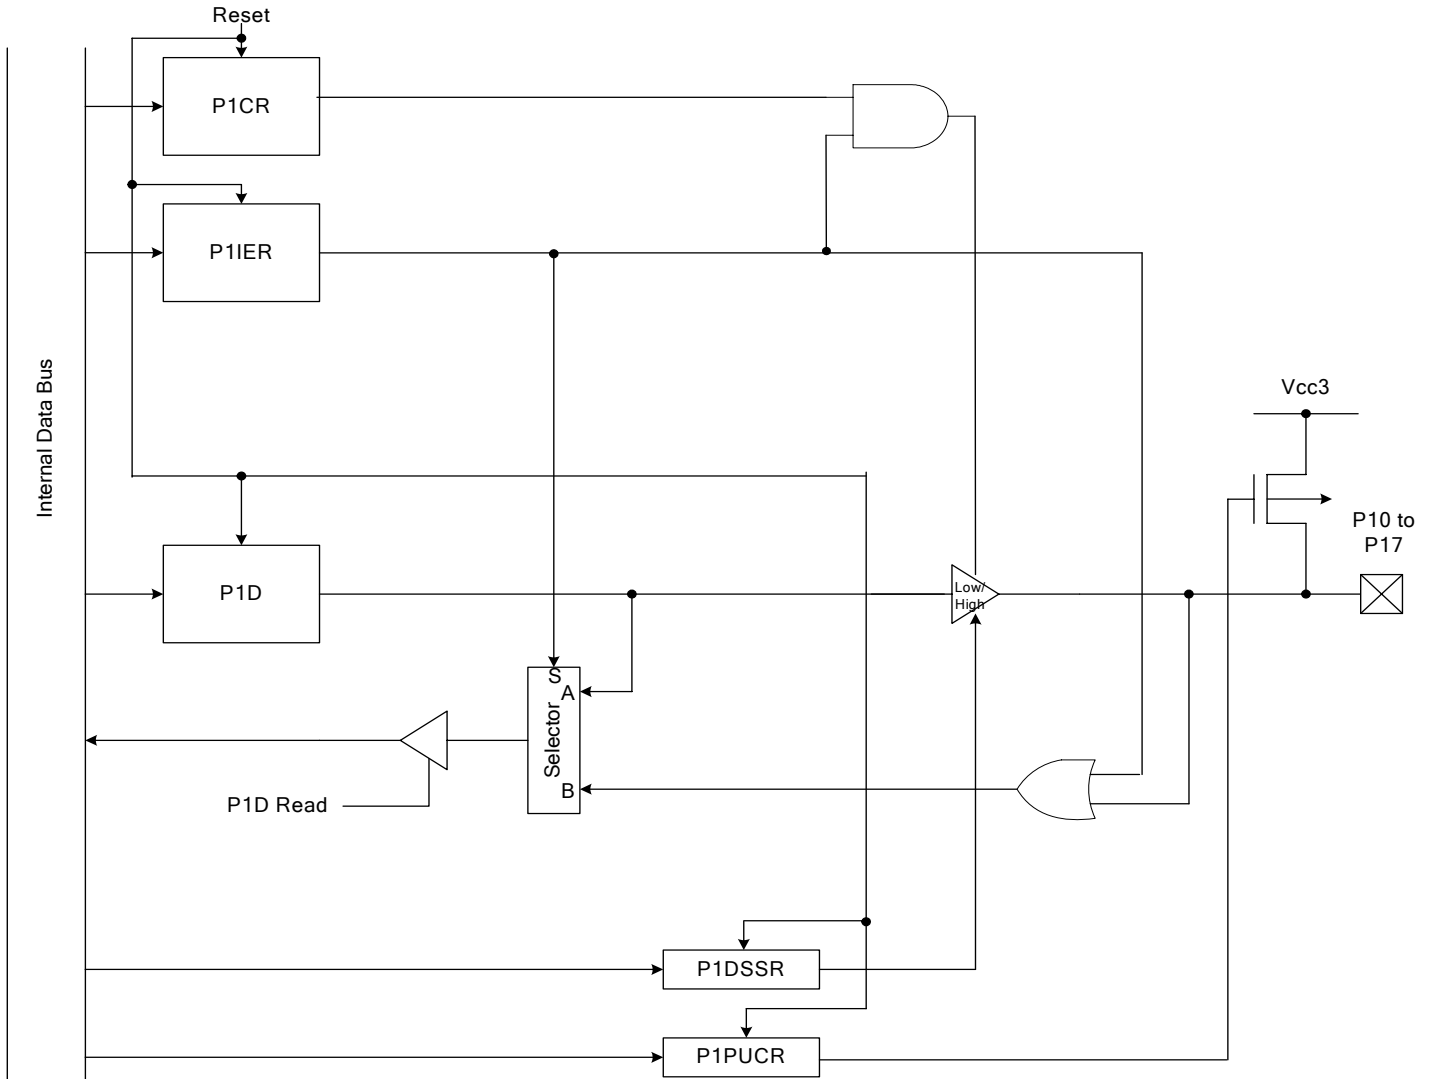 Reset
P1CR
P1IER
Internal Data Bus
Vcc3
P10 to
P17
P1D
Low/
High
S
A
Selector
B
P1D Read
P1DSSR
P1PUCR